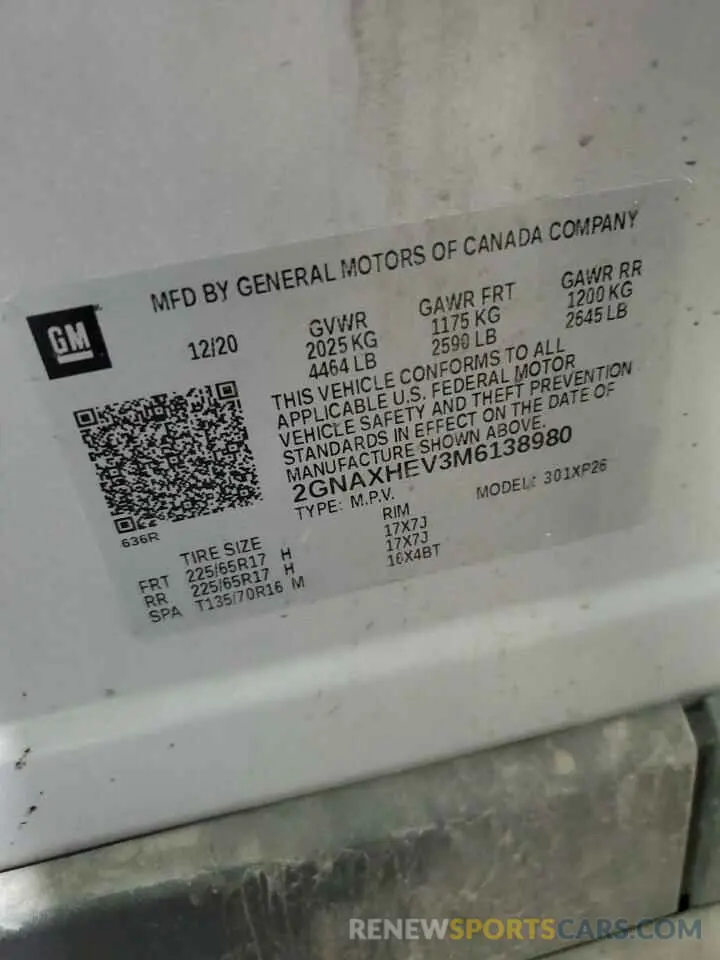 MFD BY GENERAL MOTORS OF CANADA COMPANY
GM
12/20
GVWR
2025 KG
4464 LB
GAWR FRT
1175 KG
2590 LB
GAWR RR
1200 KG
2645 LB
THIS VEHICLE CONFORMS TO ALL
APPLICABLE U.S. FEDERAL MOTOR
VEHICLE SAFETY AND THEFT PREVENTION
STANDARDS IN EFFECT ON THE DATE OF
MANUFACTURE SHOWN ABOVE.
2GNAXHEV3M6138980
TYPE: M.P.V.
MODEL: 301XP26
636R
TIRE SIZE
RIM
FRT 225/65R17 H 17X7J
RR 225/65R17 H 17X7J
SPA T135/70R16 M 16X4BT
RENEWSPORTSCARS.COM